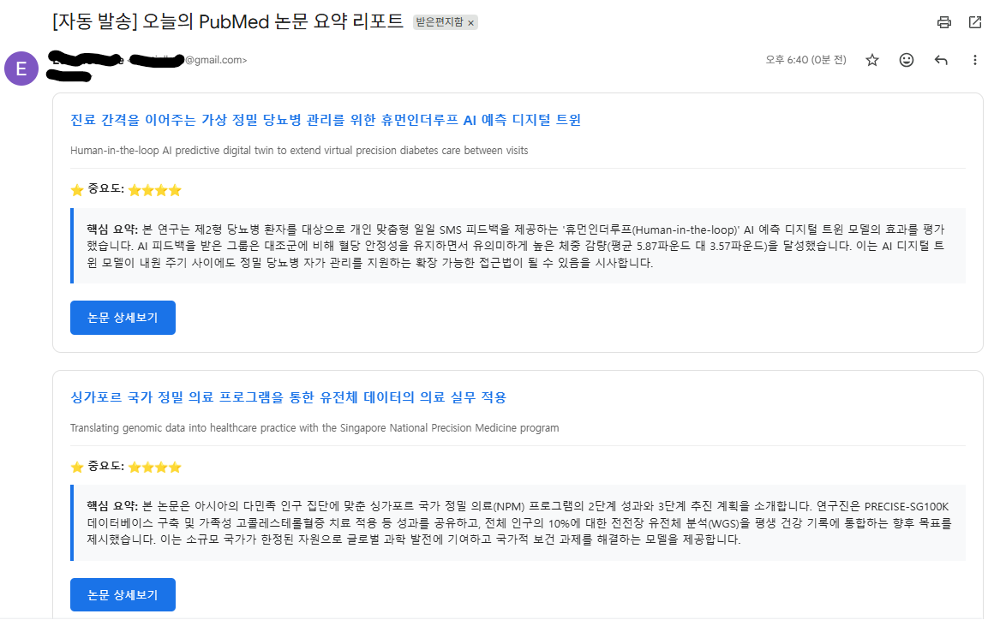 [자동 발송] 오늘의 PubMed 논문 요약 리포트 받은편지함 ×
E
@gmail.com>
오후 6:40 (0분 전)
진료 간격을 이어주는 가상 정밀 당뇨병 관리를 위한 휴먼인더루프 AI 예측 디지털 트윈
Human-in-the-loop AI predictive digital twin to extend virtual precision diabetes care between visits
⭐ 중요도: ⭐⭐⭐⭐
핵심 요약: 본 연구는 제2형 당뇨병 환자를 대상으로 개인 맞춤형 일일 SMS 피드백을 제공하는 '휴먼인더루프(Human-in-the-loop)' AI 예측 디지털 트윈 모델의 효과를 평가
했습니다. AI 피드백을 받은 그룹은 대조군에 비해 혈당 안정성을 유지하면서 유의미하게 높은 체중 감량(평균 5.87파운드 대 3.57파운드)을 달성했습니다. 이는 AI 디지털 트
윈 모델이 내원 주기 사이에도 정밀 당뇨병 자가 관리를 지원하는 확장 가능한 접근법이 될 수 있음을 시사합니다.
논문 상세보기
싱가포르 국가 정밀 의료 프로그램을 통한 유전체 데이터의 의료 실무 적용
Translating genomic data into healthcare practice with the Singapore National Precision Medicine program
⭐ 중요도: ⭐⭐⭐⭐
핵심 요약: 본 논문은 아시아의 다민족 인구 집단에 맞춘 싱가포르 국가 정밀 의료(NPM) 프로그램의 2단계 성과와 3단계 추진 계획을 소개합니다. 연구진은 PRECISE-SG100K
데이터베이스 구축 및 가족성 고콜레스테롤혈증 치료 적용 등 성과를 공유하고, 전체 인구의 10%에 대한 전전장 유전체 분석(WGS)을 평생 건강 기록에 통합하는 향후 목표를
제시했습니다. 이는 소규모 국가가 한정된 자원으로 글로벌 과학 발전에 기여하고 국가적 보건 과제를 해결하는 모델을 제공합니다.
논문 상세보기